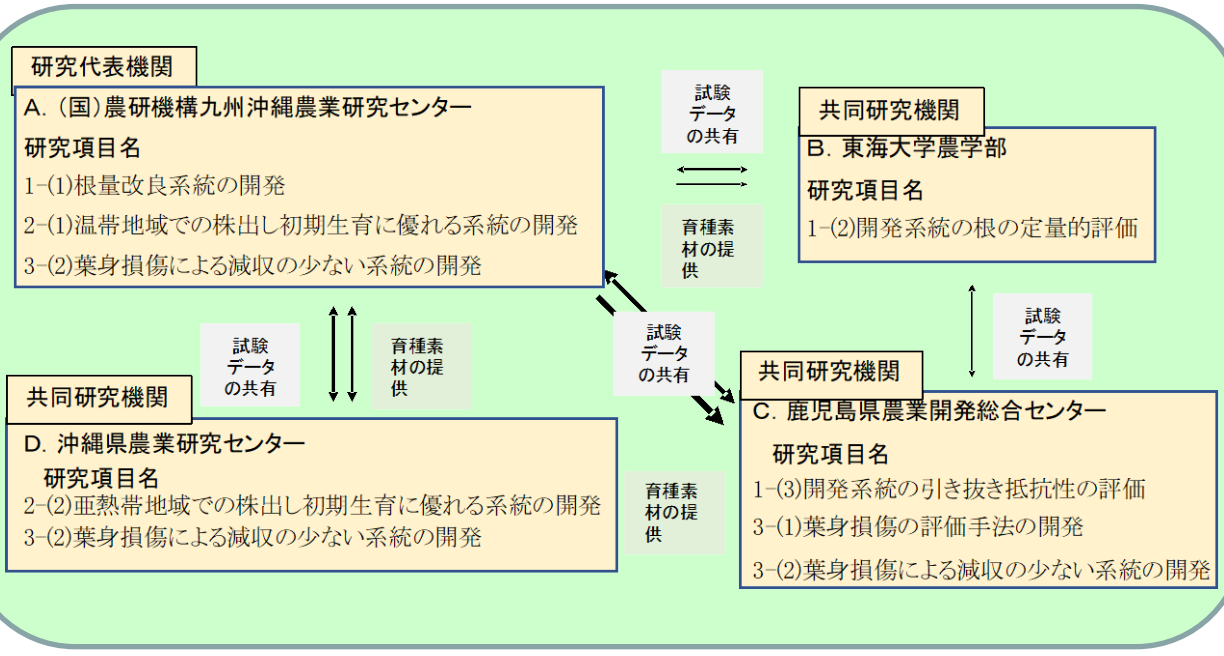 研究代表機関
A．（国）農研機構九州沖縄農業研究センター
研究項目名
1-(1)根量改良系統の開発
2-(1)温帯地域での株出し初期生育に優れる系統の開発
3-(2)葉身損傷による減収の少ない系統の開発
試験
データ
の共有
育種素
材の提
供
共同研究機関
B．東海大学農学部
研究項目名
1-(2)開発系統の根の定量的評価
試験
データ
の共有
育種素
材の提
供
試験
データ
の共有
試験
データ
の共有
共同研究機関
D．沖縄県農業研究センター
研究項目名
2-(2)亜熱帯地域での株出し初期生育に優れる系統の開発
3-(2)葉身損傷による減収の少ない系統の開発
育種素
材の提
供
共同研究機関
C．鹿児島県農業開発総合センター
研究項目名
1-(3)開発系統の引き抜き抵抗性の評価
3-(1)葉身損傷の評価手法の開発
3-(2)葉身損傷による減収の少ない系統の開発